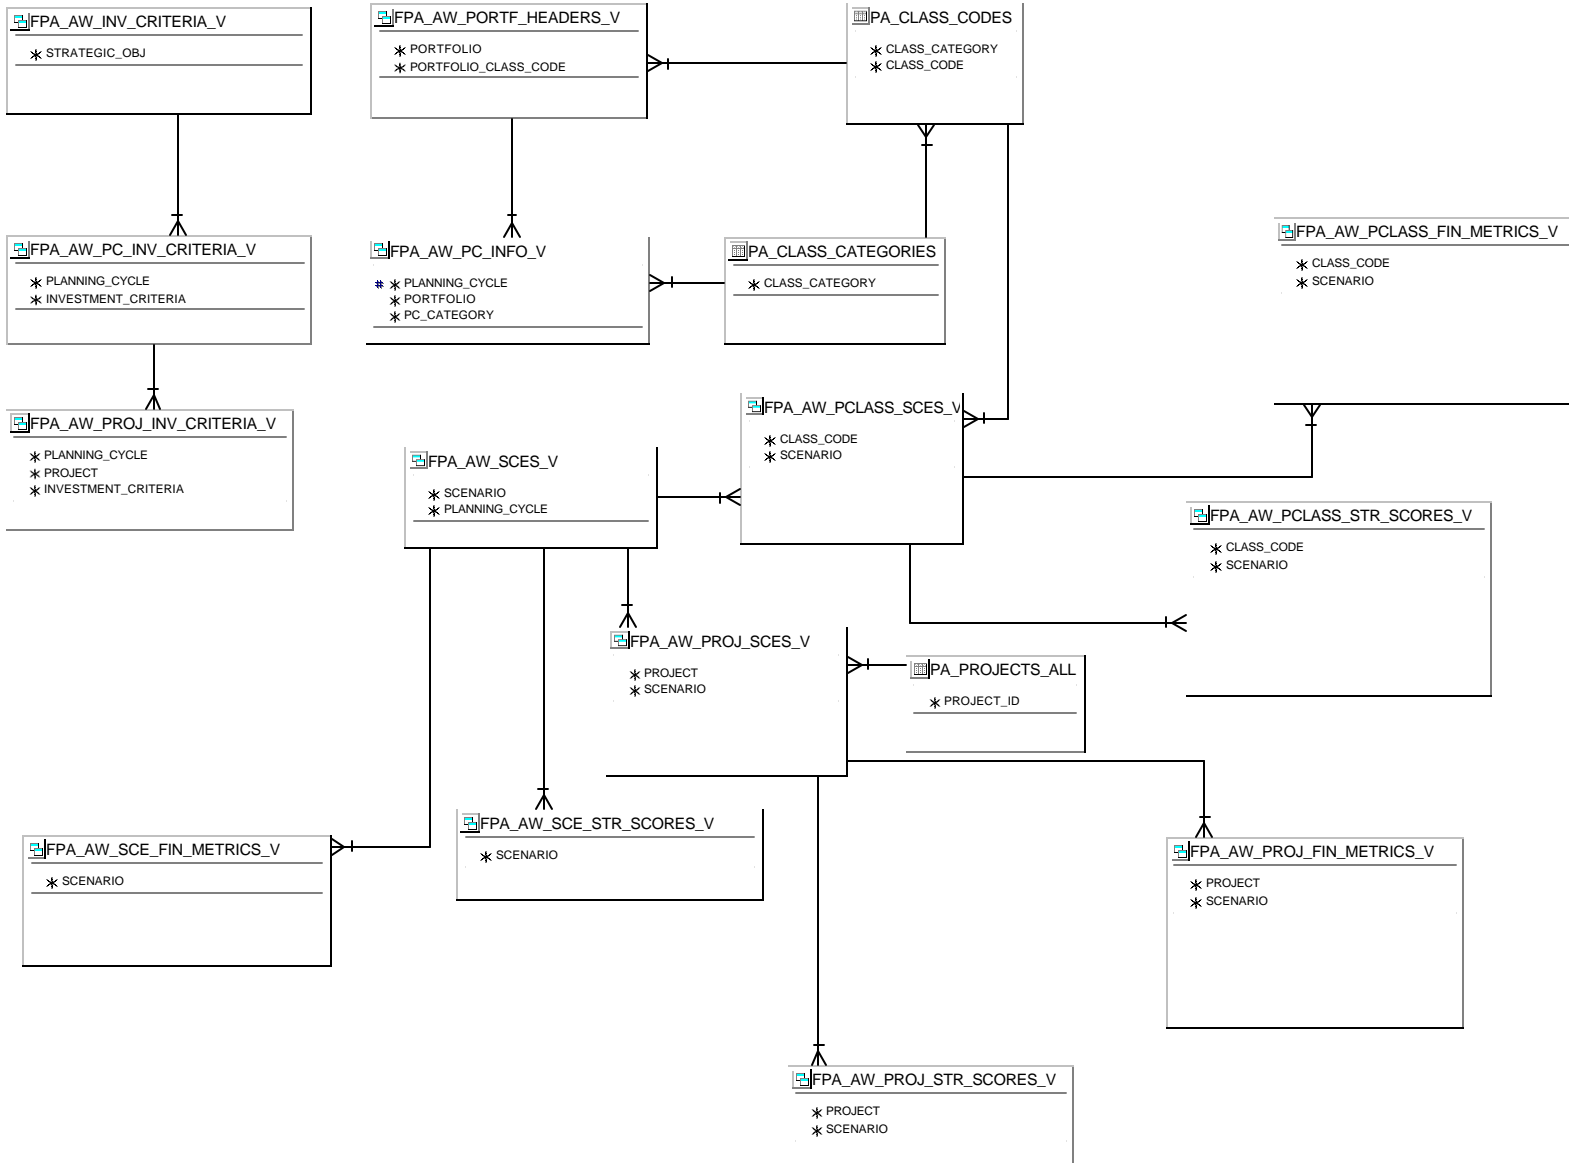 FPA_AW_INV_CRITERIA_V
STRATEGIC_OBJ
FPA_AW_PORTF_HEADERS_V
PORTFOLIO
PORTFOLIO_CLASS_CODE
PA_CLASS_CODES
CLASS_CATEGORY
CLASS_CODE
FPA_AW_PC_INV_CRITERIA_V
PLANNING_CYCLE
INVESTMENT_CRITERIA
FPA_AW_PC_INFO_V
# PLANNING_CYCLE
PORTFOLIO
PC_CATEGORY
PA_CLASS_CATEGORIES
CLASS_CATEGORY
FPA_AW_PCLASS_FIN_METRICS_V
CLASS_CODE
SCENARIO
FPA_AW_PROJ_INV_CRITERIA_V
PLANNING_CYCLE
PROJECT
INVESTMENT_CRITERIA
FPA_AW_SCES_V
SCENARIO
PLANNING_CYCLE
FPA_AW_PCLASS_SCES_V
CLASS_CODE
SCENARIO
FPA_AW_PCLASS_STR_SCORES_V
CLASS_CODE
SCENARIO
FPA_AW_PROJ_SCES_V
PROJECT
SCENARIO
PA_PROJECTS_ALL
PROJECT_ID
FPA_AW_SCE_FIN_METRICS_V
SCENARIO
FPA_AW_SCE_STR_SCORES_V
SCENARIO
FPA_AW_PROJ_FIN_METRICS_V
PROJECT
SCENARIO
FPA_AW_PROJ_STR_SCORES_V
PROJECT
SCENARIO